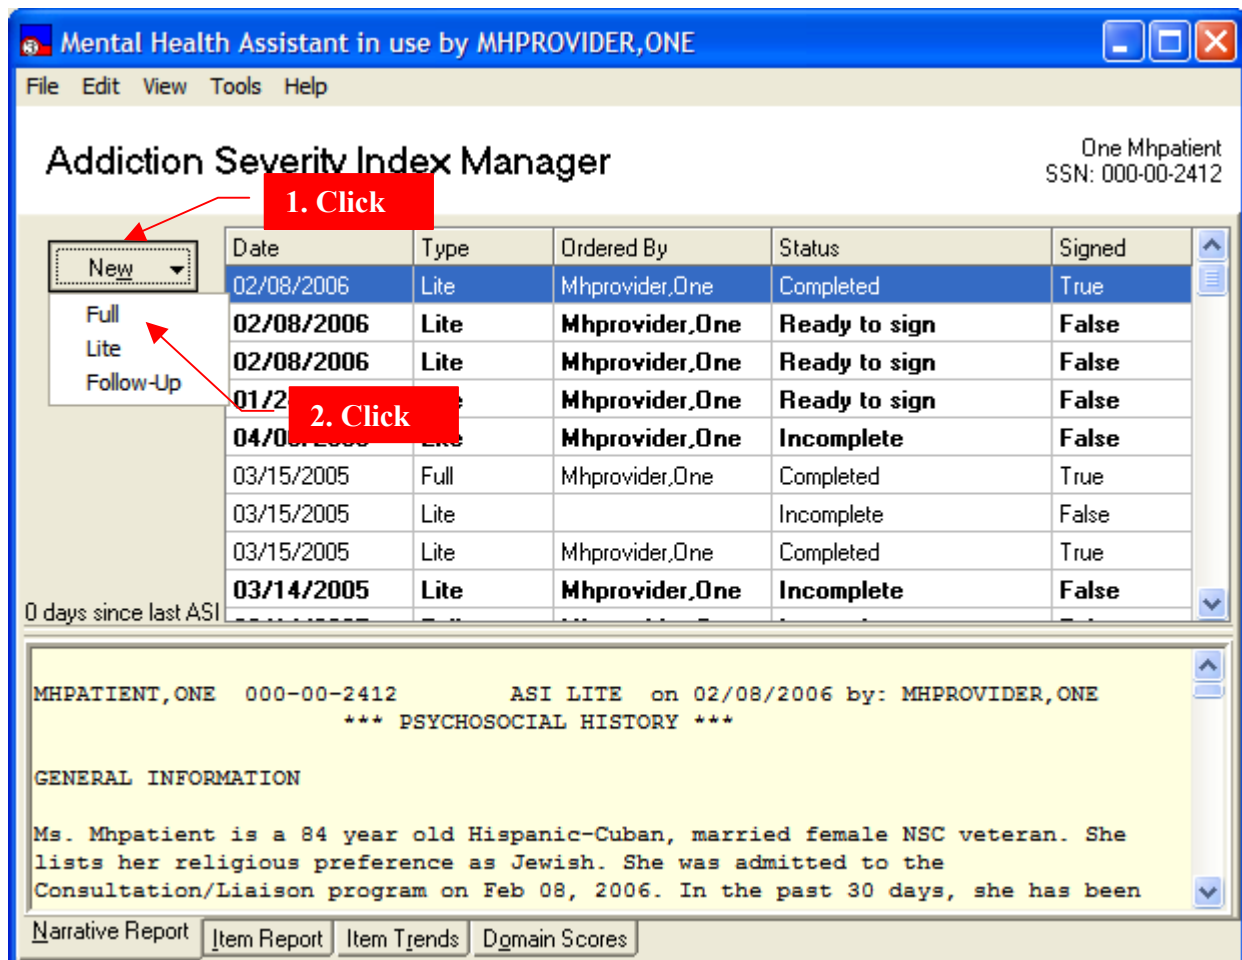 Mental Health Assistant in use by MHPROVIDER,ONE
File Edit View Tools Help
Addiction Severity Index Manager
One Mhpatient
SSN: 000-00-2412
1. Click
New
Full
Lite
Follow-Up
2. Click
0 days since last ASI
Date Type Ordered By Status Signed
02/08/2006 Lite Mhprovider,One Completed True
02/08/2006 Lite Mhprovider,One Ready to sign False
02/08/2006 Lite Mhprovider,One Ready to sign False
01/2 Mhprovider,One Ready to sign False
Mhprovider,One Incomplete False
03/15/2005 Full Mhprovider,One Completed True
03/15/2005 Lite Incomplete False
03/15/2005 Lite Mhprovider,One Completed True
03/14/2005 Lite Mhprovider,One Incomplete False
MHPATIENT,ONE 000-00-2412 ASI LITE on 02/08/2006 by: MHPROVIDER,ONE
*** PSYCHOSOCIAL HISTORY ***
GENERAL INFORMATION
Ms. Mhpatient is a 84 year old Hispanic-Cuban, married female NSC veteran. She
lists her religious preference as Jewish. She was admitted to the
Consultation/Liaison program on Feb 08, 2006. In the past 30 days, she has been
Narrative Report Item Report Item Trends Domain Scores